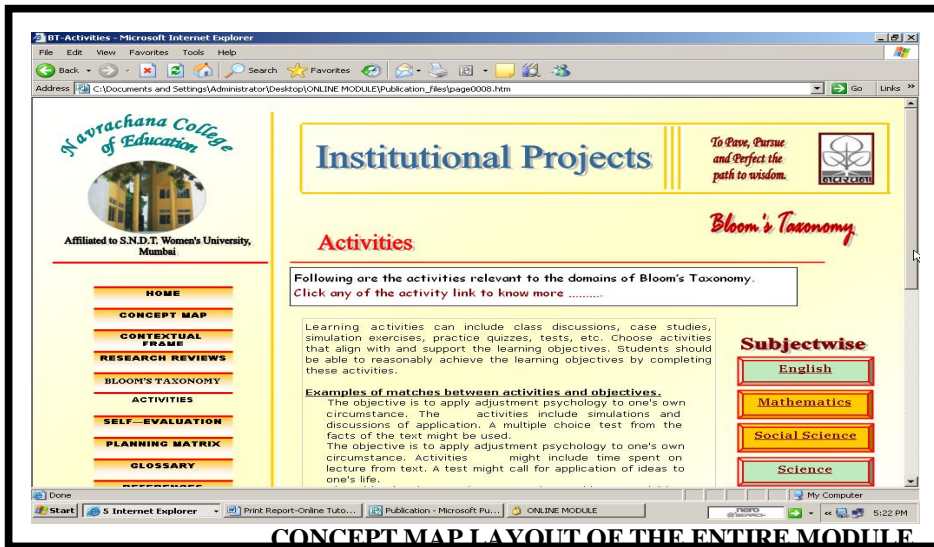 BT-Activities - Microsoft Internet Explorer
File Edit View Favorites Tools Help
Back Search Favorites
Address C:\Documents and Settings\Administrator\Desktop\ONLINE MODULE\Publication_files\page0008.htm Go Links »
Navrachana College
of Education
Affiliated to S.N.D.T. Women's University,
Mumbai
HOME
CONCEPT MAP
CONTEXTUAL
FRAME
RESEARCH REVIEWS
BLOOM'S TAXONOMY
ACTIVITIES
SELF—EVALUATION
PLANNING MATRIX
GLOSSARY
REFERENCES
Institutional Projects
To Pave, Pursue
and Perfect the
path to wisdom.
નવરચના
Bloom's Taxonomy
Activities
Following are the activities relevant to the domains of Bloom's Taxonomy.
Click any of the activity link to know more .........
Learning activities can include class discussions, case studies,
simulation exercises, practice quizzes, tests, etc. Choose activities
that align with and support the learning objectives. Students should
be able to reasonably achieve the learning objectives by completing
these activities.
Examples of matches between activities and objectives.
The objective is to apply adjustment psychology to one's own
circumstance. The activities include simulations and
discussions of application. A multiple choice test from the
facts of the text might be used.
The objective is to apply adjustment psychology to one's own
circumstance. Activities might include time spent on
lecture from text. A test might call for application of ideas to
one's life.
Subjectwise
English
Mathematics
Social Science
Science
Done My Computer
Start 5 Internet Explorer Print Report-Online Tuto... Publication - Microsoft Pu... ONLINE MODULE nero 5:22 PM
CONCEPT MAP LAYOUT OF THE ENTIRE MODULE